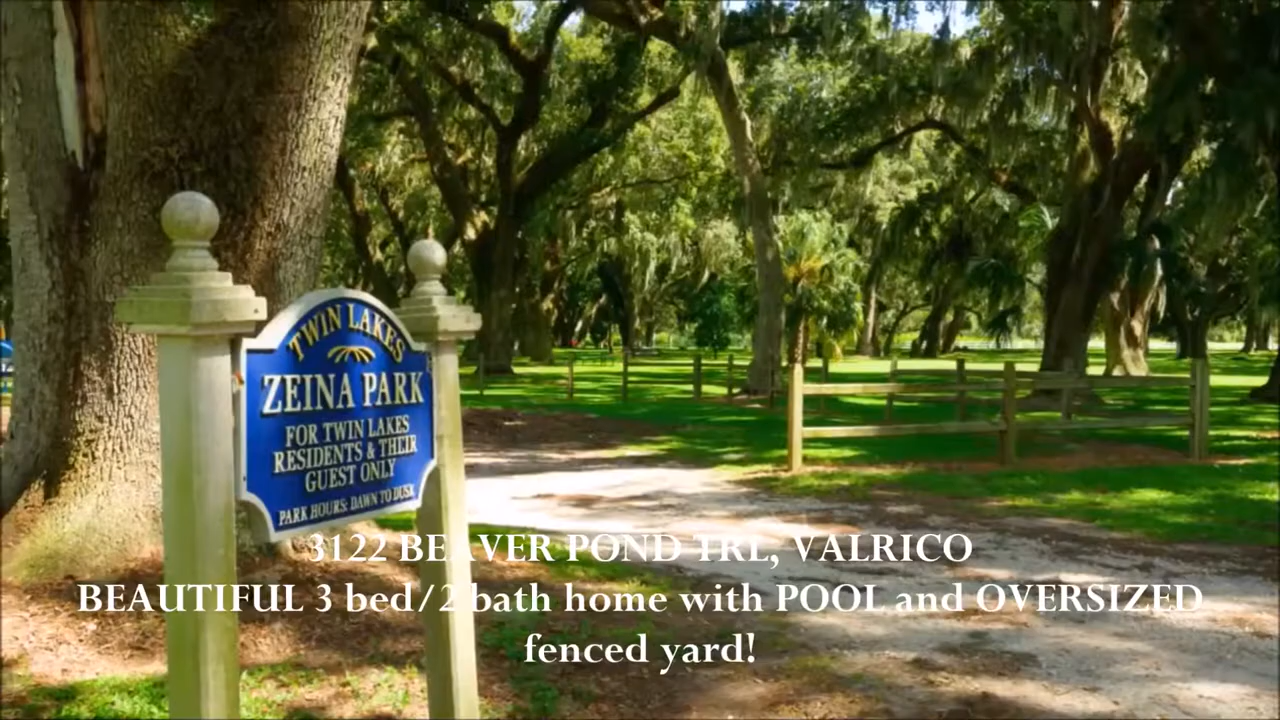 TWIN LAKES
ZEINA PARK
FOR TWIN LAKES
RESIDENTS & THEIR
GUEST ONLY
PARK HOURS: DAWN TO DUSK
3122 BEAVER POND TRL, VALRICO
BEAUTIFUL 3 bed/2 bath home with POOL and OVERSIZED
fenced yard!